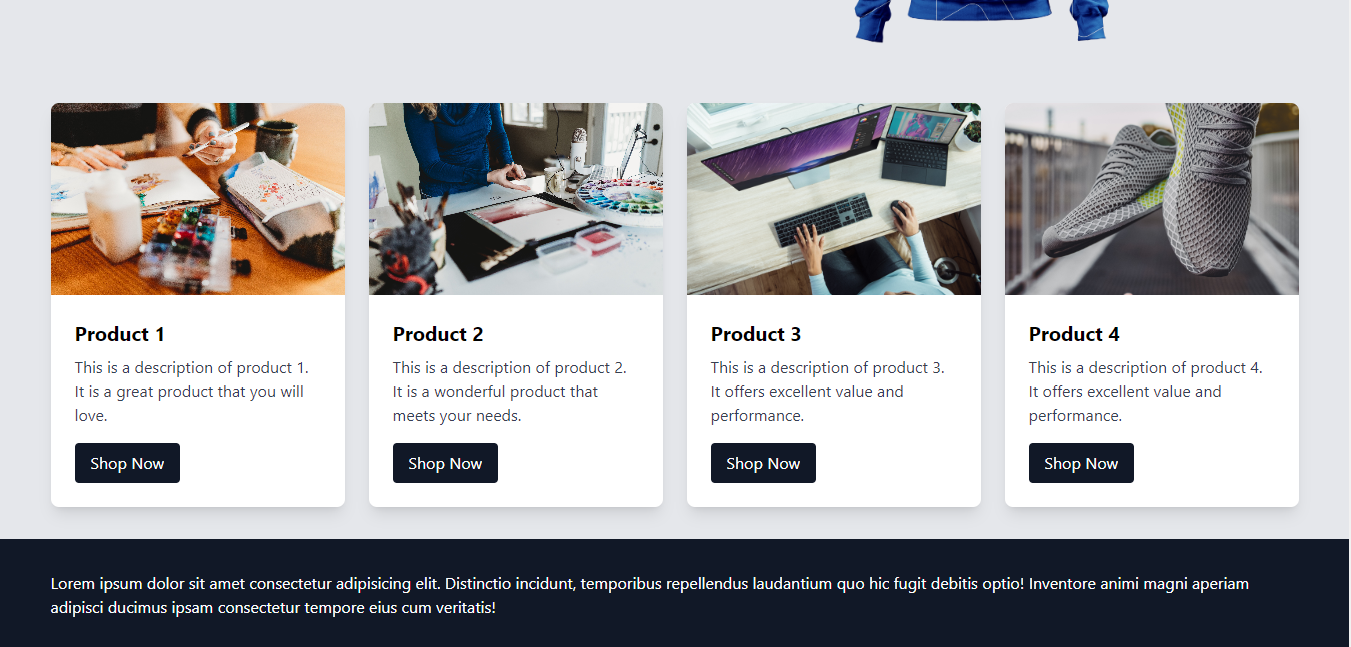 Product 1
This is a description of product 1.
It is a great product that you will
love.
Shop Now
Product 2
This is a description of product 2.
It is a wonderful product that
meets your needs.
Shop Now
Product 3
This is a description of product 3.
It offers excellent value and
performance.
Shop Now
Product 4
This is a description of product 4.
It offers excellent value and
performance.
Shop Now
Lorem ipsum dolor sit amet consectetur adipisicing elit. Distinctio incidunt, temporibus repellendus laudantium quo hic fugit debitis optio! Inventore animi magni aperiam
adipisci ducimus ipsam consectetur tempore eius cum veritatis!